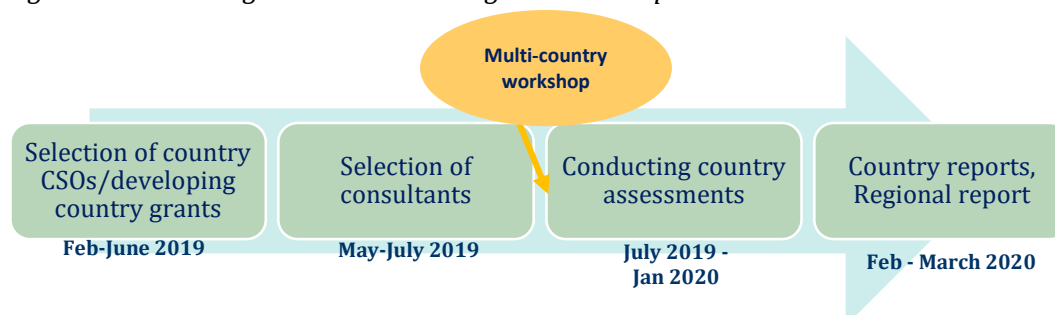 Multi-country
workshop
Selection of country
CSOs/developing
country grants
Selection of
consultants
Conducting country
assessments
Country reports,
Regional report
Feb-June 2019
May-July 2019
July 2019 -
Jan 2020
Feb - March 2020